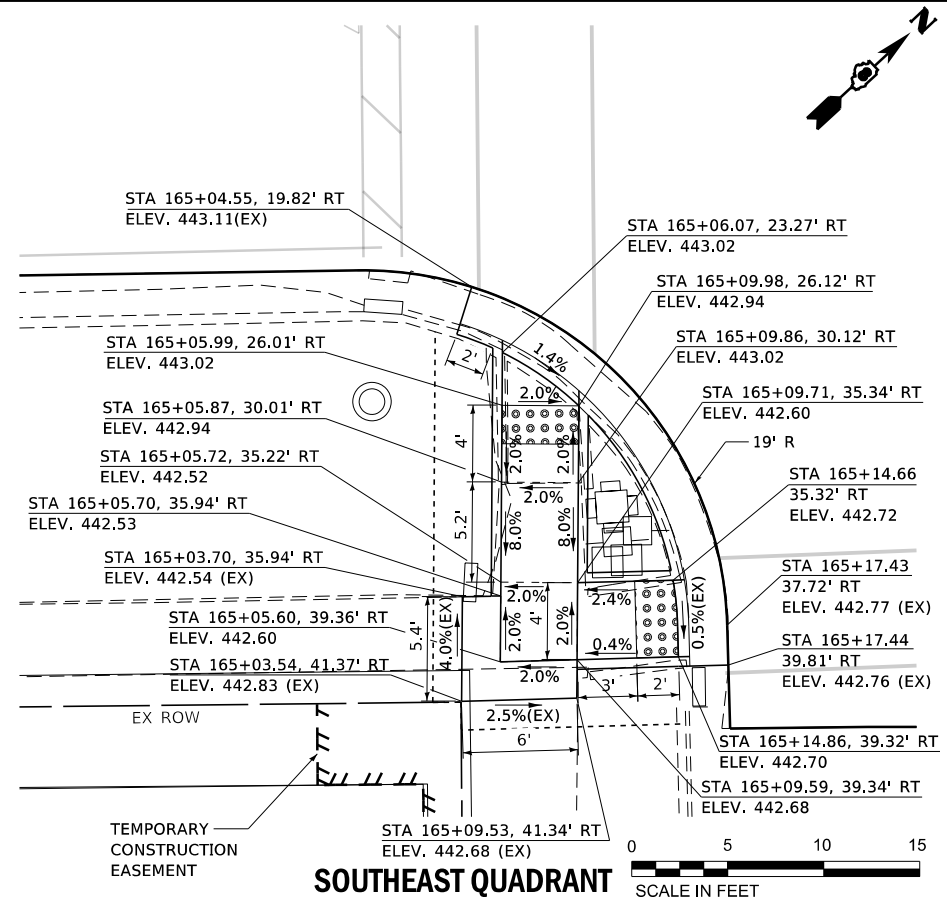 N
STA 165+04.55, 19.82' RT
ELEV. 443.11(EX)
STA 165+06.07, 23.27' RT
ELEV. 443.02
STA 165+09.98, 26.12' RT
ELEV. 442.94
STA 165+09.86, 30.12' RT
ELEV. 443.02
STA 165+05.99, 26.01' RT
ELEV. 443.02
STA 165+09.71, 35.34' RT
ELEV. 442.60
STA 165+05.87, 30.01' RT
ELEV. 442.94
19' R
STA 165+05.72, 35.22' RT
ELEV. 442.52
STA 165+14.66
35.32' RT
ELEV. 442.72
STA 165+05.70, 35.94' RT
ELEV. 442.53
STA 165+03.70, 35.94' RT
ELEV. 442.54 (EX)
STA 165+17.43
37.72' RT
ELEV. 442.77 (EX)
STA 165+05.60, 39.36' RT
ELEV. 442.60
STA 165+17.44
39.81' RT
ELEV. 442.76 (EX)
STA 165+03.54, 41.37' RT
ELEV. 442.83 (EX)
EX ROW
STA 165+14.86, 39.32' RT
ELEV. 442.70
STA 165+09.59, 39.34' RT
ELEV. 442.68
STA 165+09.53, 41.34' RT
ELEV. 442.68 (EX)
TEMPORARY
CONSTRUCTION
EASEMENT
1.4%
2'
2.0%
4'
2.0%
2.0%
2.0%
5.2'
8.0%
8.0%
2.0%
2.4%
0.5%(EX)
5.4'
4.0%(EX)
2.0%
4'
2.0%
0.4%
2.0%
3'
2'
2.5%(EX)
6'
SOUTHEAST QUADRANT
0 5 10 15
SCALE IN FEET